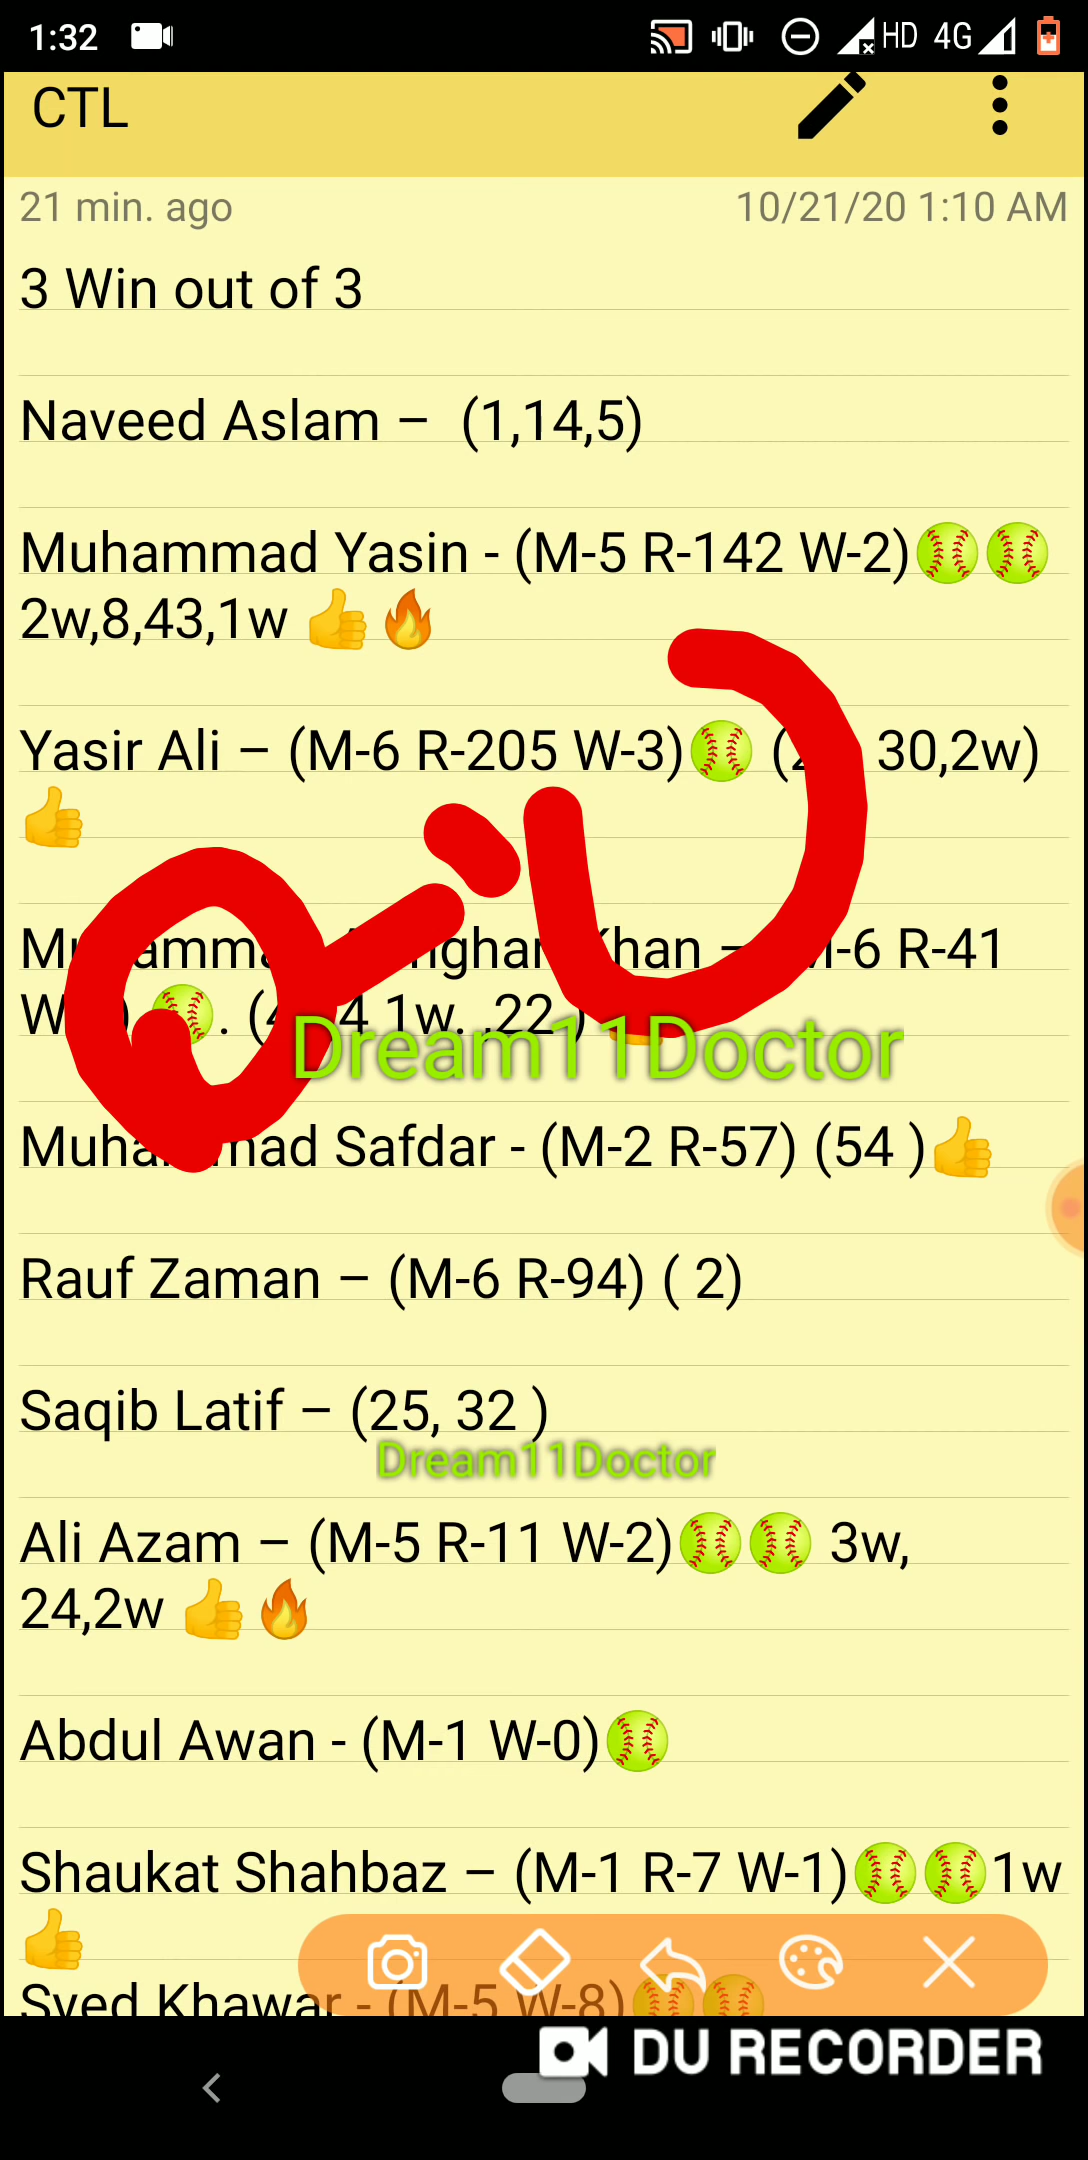 1:32 HD 4G
CTL
21 min. ago 10/21/20 1:10 AM
3 Win out of 3
Naveed Aslam – (1,14,5)
Muhammad Yasin - (M-5 R-142 W-2)🥎🥎
2w,8,43,1w 👍🔥
Yasir Ali – (M-6 R-205 W-3)🥎 30,2w)
👍
Khan – R-41
1w. ,22 )
Dream11Doctor
Muhammad Safdar - (M-2 R-57) (54 )👍
Rauf Zaman – (M-6 R-94) ( 2)
Saqib Latif – (25, 32 )
Dream11Doctor
Ali Azam – (M-5 R-11 W-2)🥎🥎 3w,
24,2w 👍🔥
Abdul Awan - (M-1 W-0)🥎
Shaukat Shahbaz – (M-1 R-7 W-1)🥎🥎1w
👍
Syed Khawar - (M-5 W-8)🥎🥎
DU RECORDER